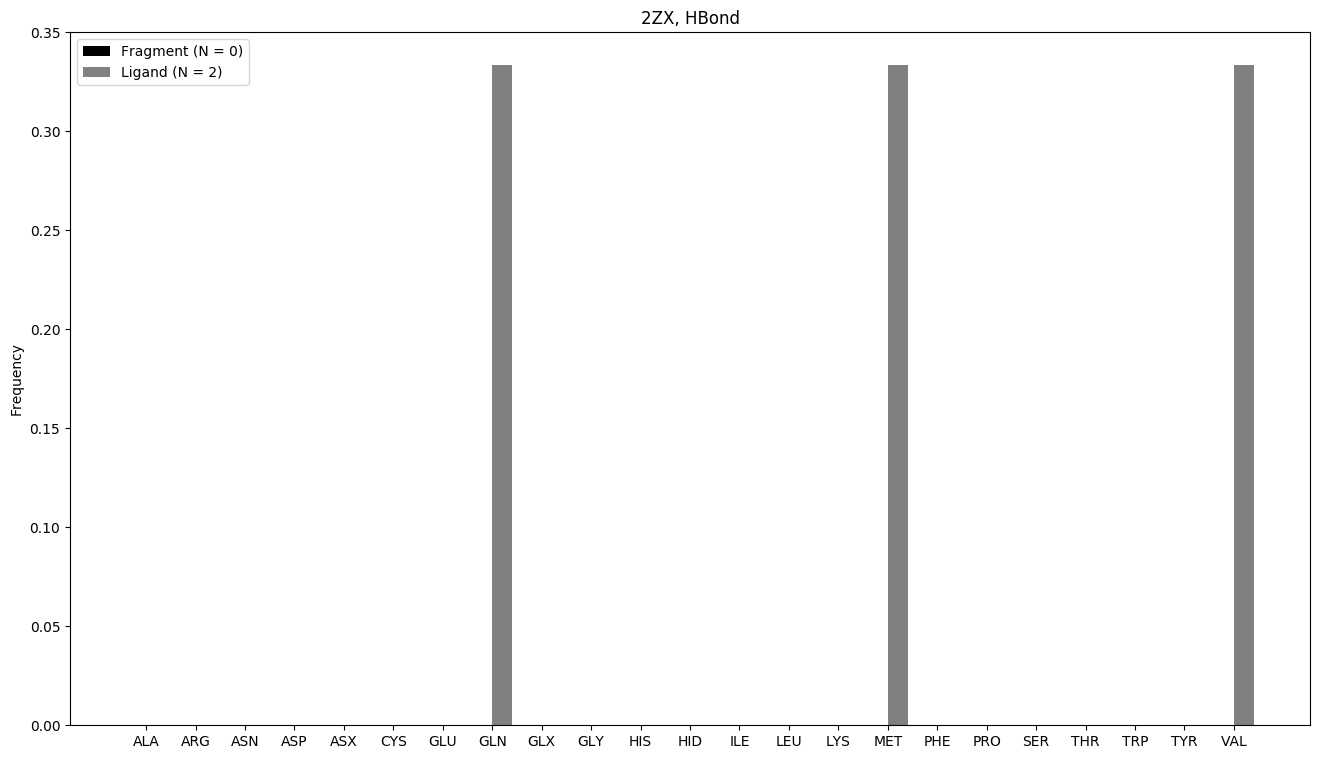 2ZX, HBond
Fragment (N = 0)
Ligand (N = 2)
Frequency
0.35
0.30
0.25
0.20
0.15
0.10
0.05
0.00
ALA ARG ASN ASP ASX CYS GLU GLN GLX GLY HIS HID ILE LEU LYS MET PHE PRO SER THR TRP TYR VAL